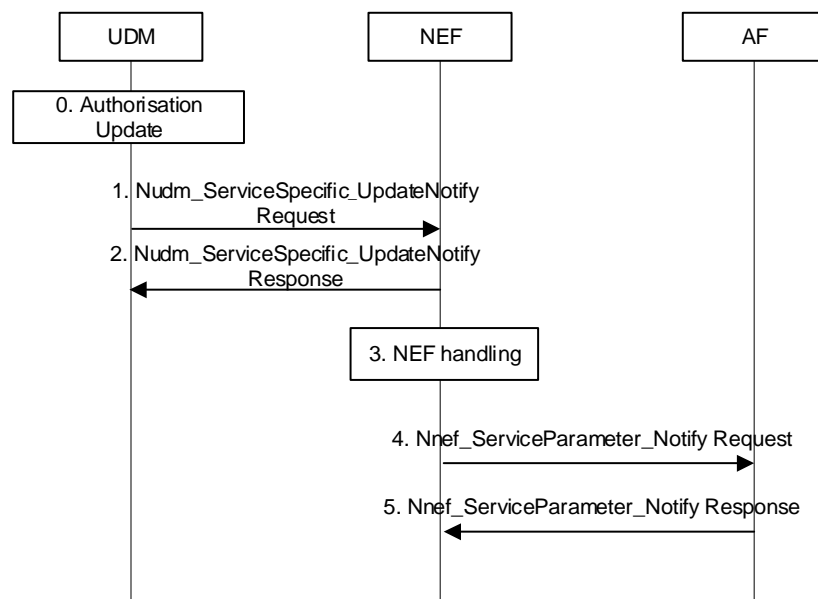 UDM
NEF
AF
0. Authorisation
Update
1. Nudm_ServiceSpecific_UpdateNotify
Request
2. Nudm_ServiceSpecific_UpdateNotify
Response
3. NEF handling
4. Nnef_ServiceParameter_Notify Request
5. Nnef_ServiceParameter_Notify Response